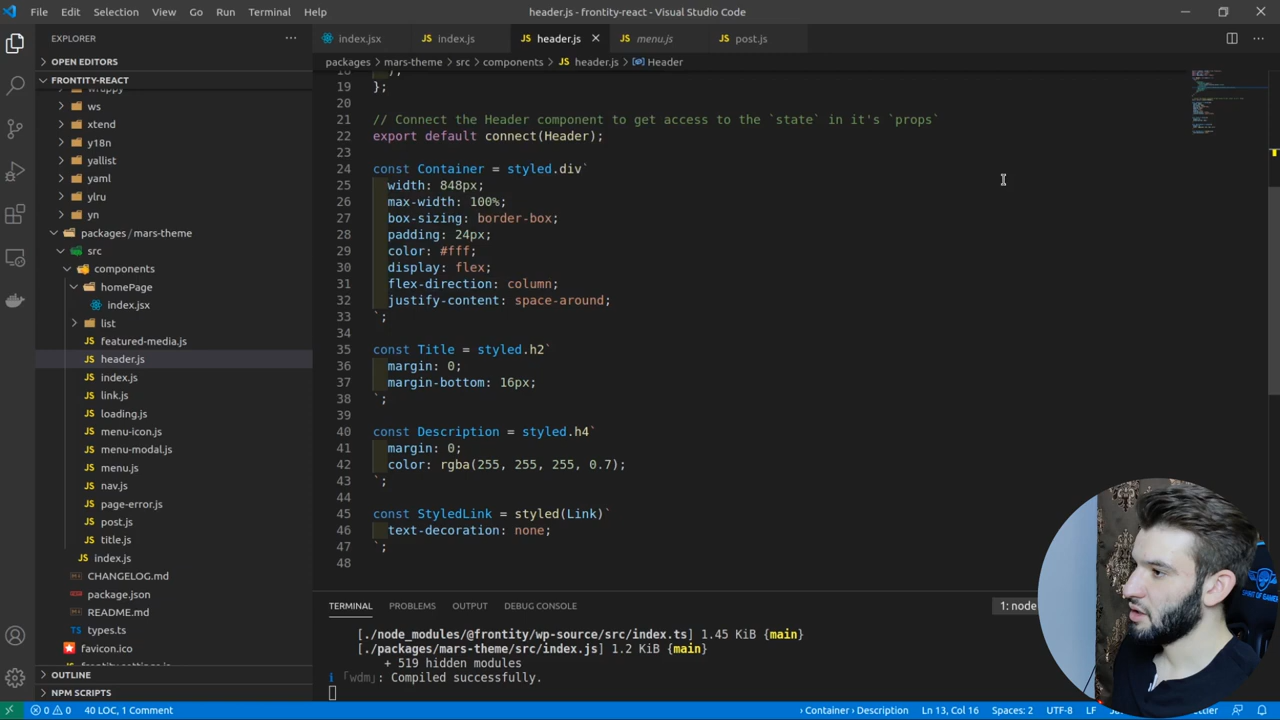 File Edit Selection View Go Run Terminal Help
header.js - frontity-react - Visual Studio Code
EXPLORER
index.jsx
index.js
header.js
menu.js
post.js
OPEN EDITORS
FRONTITY-REACT
ws
xtend
y18n
yallist
yaml
ylru
yn
packages / mars-theme
src
components
homePage
index.jsx
list
featured-media.js
header.js
index.js
link.js
loading.js
menu-icon.js
menu-modal.js
menu.js
nav.js
page-error.js
post.js
title.js
index.js
CHANGELOG.md
package.json
README.md
types.ts
favicon.ico
OUTLINE
NPM SCRIPTS
packages > mars-theme > src > components > header.js > Header
19 };
20
21 // Connect the Header component to get access to the `state` in it's `props`
22 export default connect(Header);
23
24 const Container = styled.div`
25 width: 848px;
26 max-width: 100%;
27 box-sizing: border-box;
28 padding: 24px;
29 color: #fff;
30 display: flex;
31 flex-direction: column;
32 justify-content: space-around;
33 `;
34
35 const Title = styled.h2`
36 margin: 0;
37 margin-bottom: 16px;
38 `;
39
40 const Description = styled.h4`
41 margin: 0;
42 color: rgba(255, 255, 255, 0.7);
43 `;
44
45 const StyledLink = styled(Link)`
46 text-decoration: none;
47 `;
48
TERMINAL PROBLEMS OUTPUT DEBUG CONSOLE
1: node
[./node_modules/@frontity/wp-source/src/index.ts] 1.45 KiB {main}
[./packages/mars-theme/src/index.js] 1.2 KiB {main}
+ 519 hidden modules
ℹ ｢wdm｣: Compiled successfully.
0 0 40 LOC, 1 Comment
› Container › Description Ln 13, Col 16 Spaces: 2 UTF-8 LF